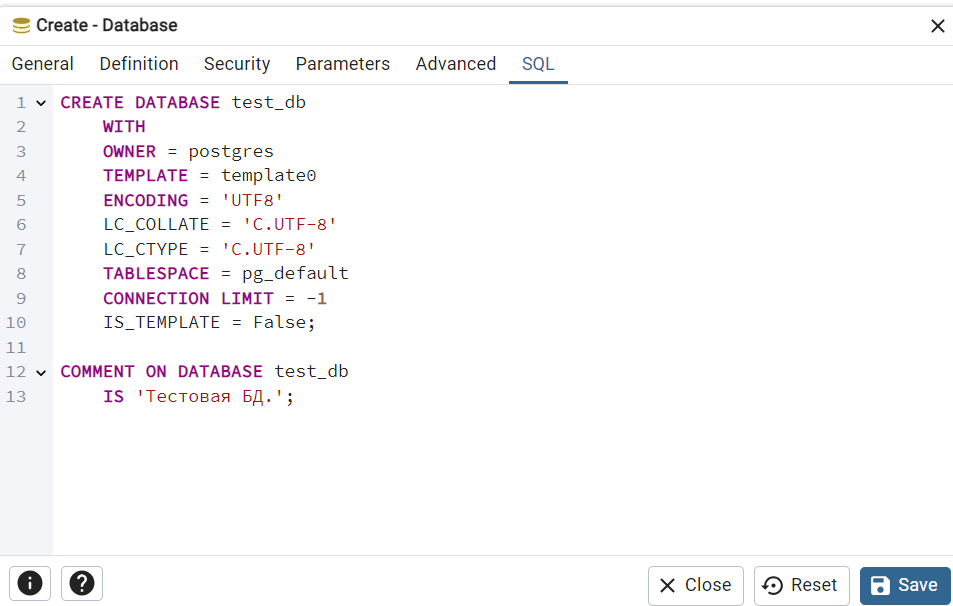 Create - Database
General Definition Security Parameters Advanced SQL
1 CREATE DATABASE test_db
2 WITH
3 OWNER = postgres
4 TEMPLATE = template0
5 ENCODING = 'UTF8'
6 LC_COLLATE = 'C.UTF-8'
7 LC_CTYPE = 'C.UTF-8'
8 TABLESPACE = pg_default
9 CONNECTION LIMIT = -1
10 IS_TEMPLATE = False;
11
12 COMMENT ON DATABASE test_db
13 IS 'Тестовая БД.';
Close Reset Save